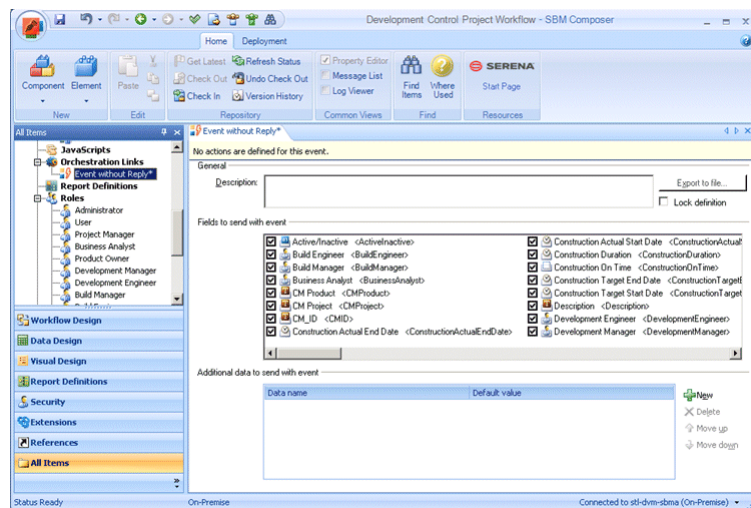 Development Control Project Workflow - SBM Composer
Home Deployment
Component Element Paste Get Latest Refresh Status Property Editor Find Items Where Used SERENA
Check Out Undo Check Out Message List Start Page
Check In Version History Log Viewer
New Edit Repository Common Views Find Resources
All Items
JavaScripts
Orchestration Links
Event without Reply*
Report Definitions
Roles
Administrator
User
Project Manager
Business Analyst
Product Owner
Development Manager
Development Engineer
Build Manager
Workflow Design
Data Design
Visual Design
Report Definitions
Security
Extensions
References
All Items
Event without Reply*
No actions are defined for this event.
General
Description: Export to file...
Lock definition
Fields to send with event
Active/Inactive <ActiveInactive> Construction Actual Start Date <ConstructionActualS
Build Engineer <BuildEngineer> Construction Duration <ConstructionDuration>
Build Manager <BuildManager> Construction On Time <ConstructionOnTime>
Business Analyst <BusinessAnalyst> Construction Target End Date <ConstructionTargetE
CM Product <CMProduct> Construction Target Start Date <ConstructionTarget
CM Project <CMProject> Description <Description>
CM_ID <CMID> Development Engineer <DevelopmentEngineer>
Construction Actual End Date <ConstructionActualEndDate> Development Manager <DevelopmentManager>
Additional data to send with event
Data name Default value
New
Delete
Move up
Move down
Status Ready On-Premise Connected to stl-dvm-sbma (On-Premise)